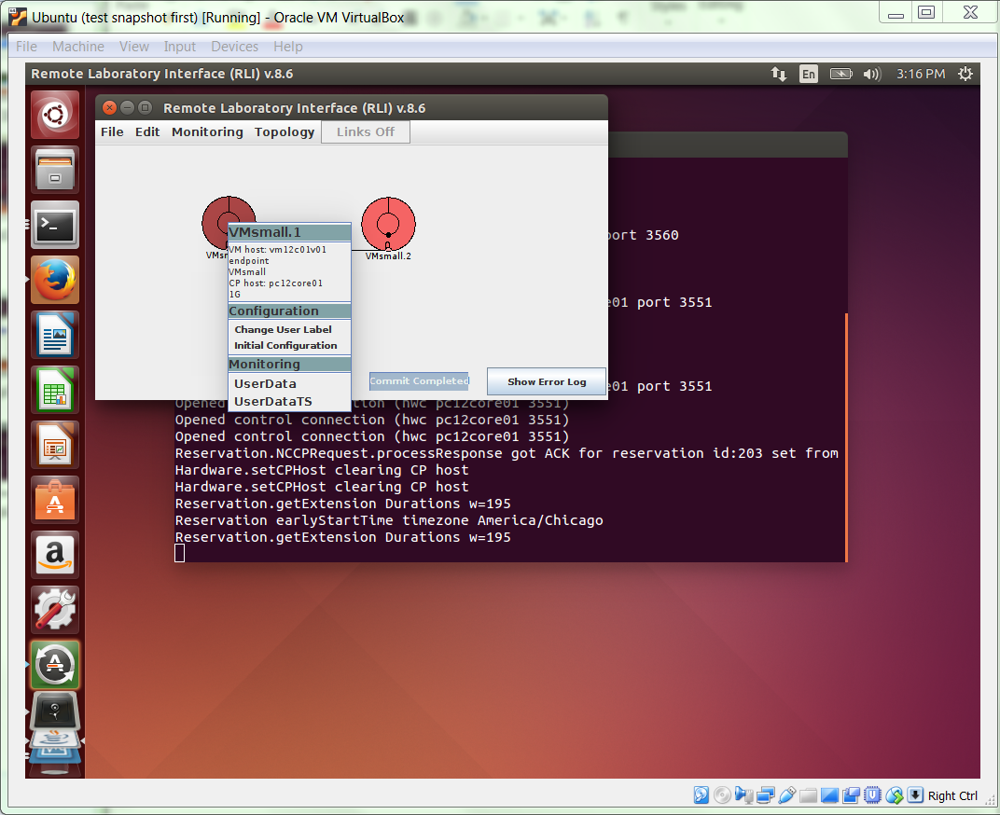 Ubuntu (test snapshot first) [Running] - Oracle VM VirtualBox
File Machine View Input Devices Help
Remote Laboratory Interface (RLI) v.8.6
En
3:16 PM
Remote Laboratory Interface (RLI) v.8.6
File Edit Monitoring Topology Links Off
VMsmall.2
VMsmall.1
VM host: vm12c01v01
endpoint
VMsmall
CP host: pc12core01
1G
Configuration
Change User Label
Initial Configuration
Monitoring
UserData
UserDataTS
Commit Completed
Show Error Log
port 3560
port 3551
port 3551
Opened (hwc pc12core01 3551)
Opened control connection (hwc pc12core01 3551)
Opened control connection (hwc pc12core01 3551)
Reservation.NCCPRequest.processResponse got ACK for reservation id:203 set from
Hardware.setCPHost clearing CP host
Hardware.setCPHost clearing CP host
Reservation.getExtension Durations w=195
Reservation earlyStartTime timezone America/Chicago
Reservation.getExtension Durations w=195
Right Ctrl